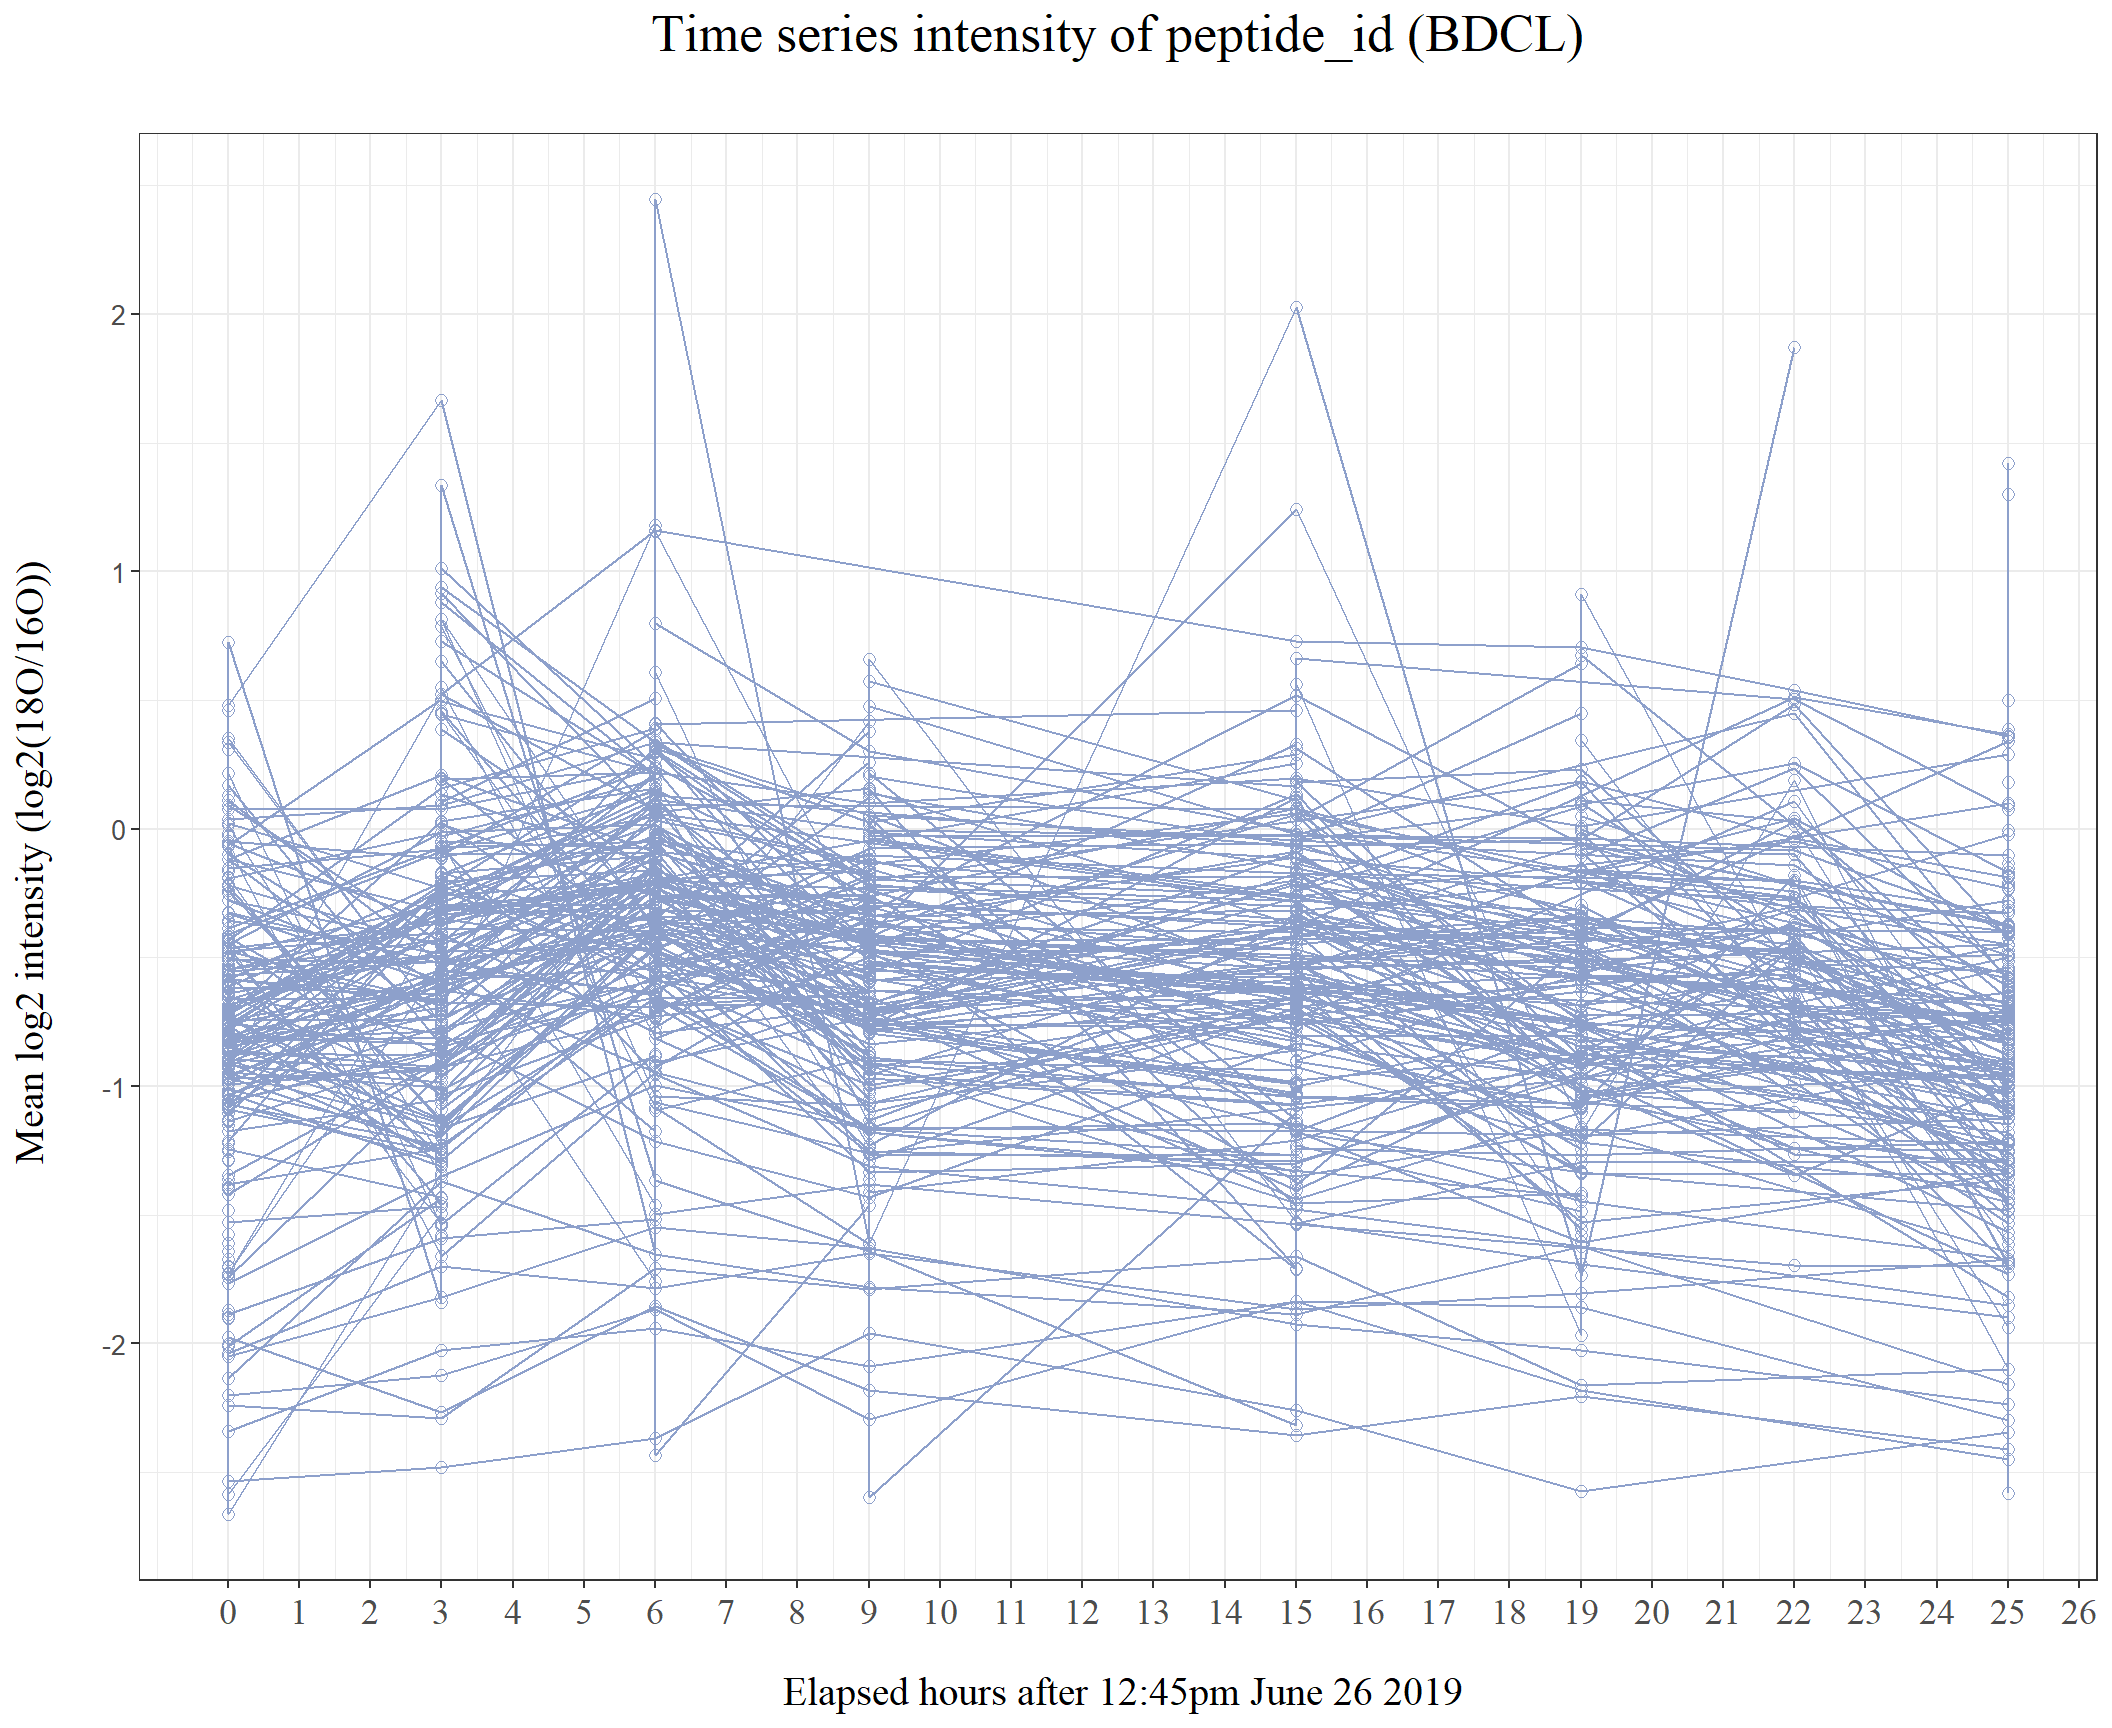 Time series intensity of peptide_id (BDCL)
Mean log2 intensity (log2(18O/16O))
2
1
0
-1
-2
0 1 2 3 4 5 6 7 8 9 10 11 12 13 14 15 16 17 18 19 20 21 22 23 24 25 26
Elapsed hours after 12:45pm June 26 2019